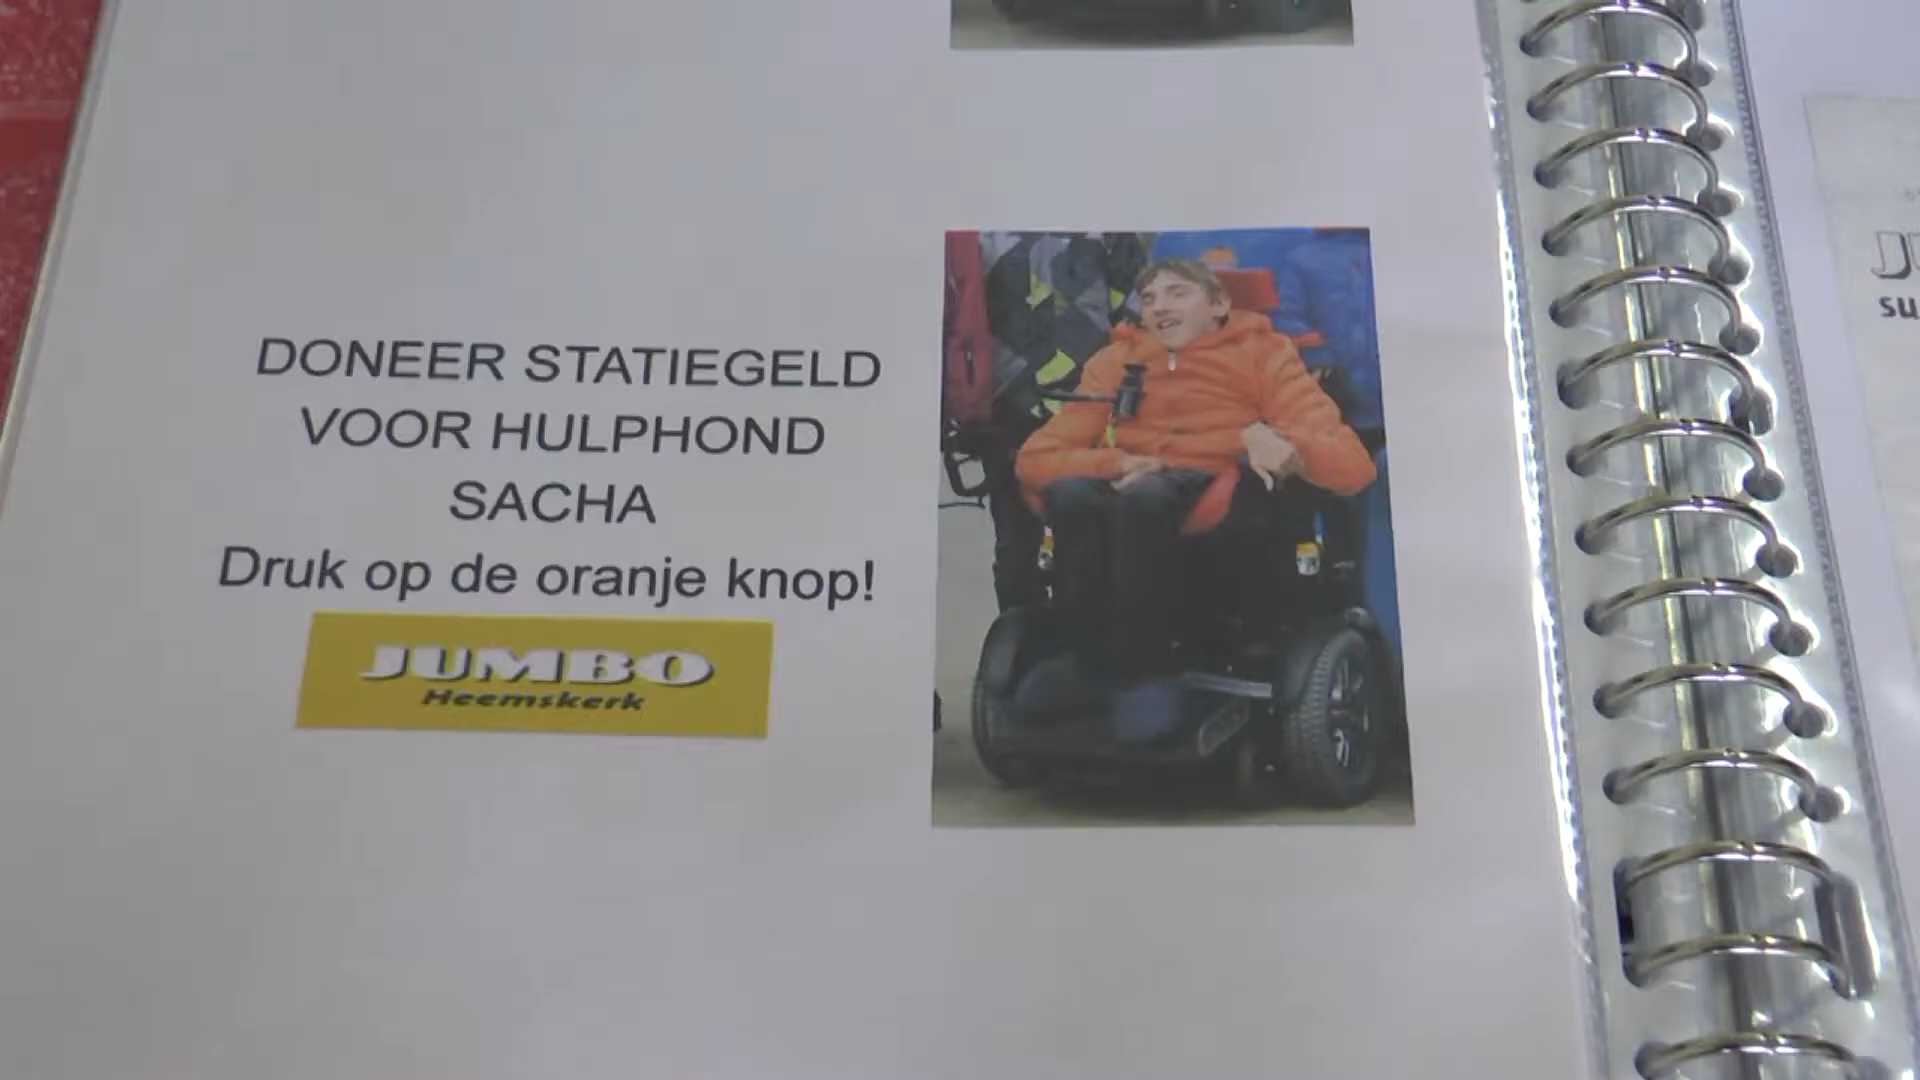 DONEER STATIEGELD
VOOR HULPHOND
SACHA
Druk op de oranje knop!
JUMBO
Heemskerk